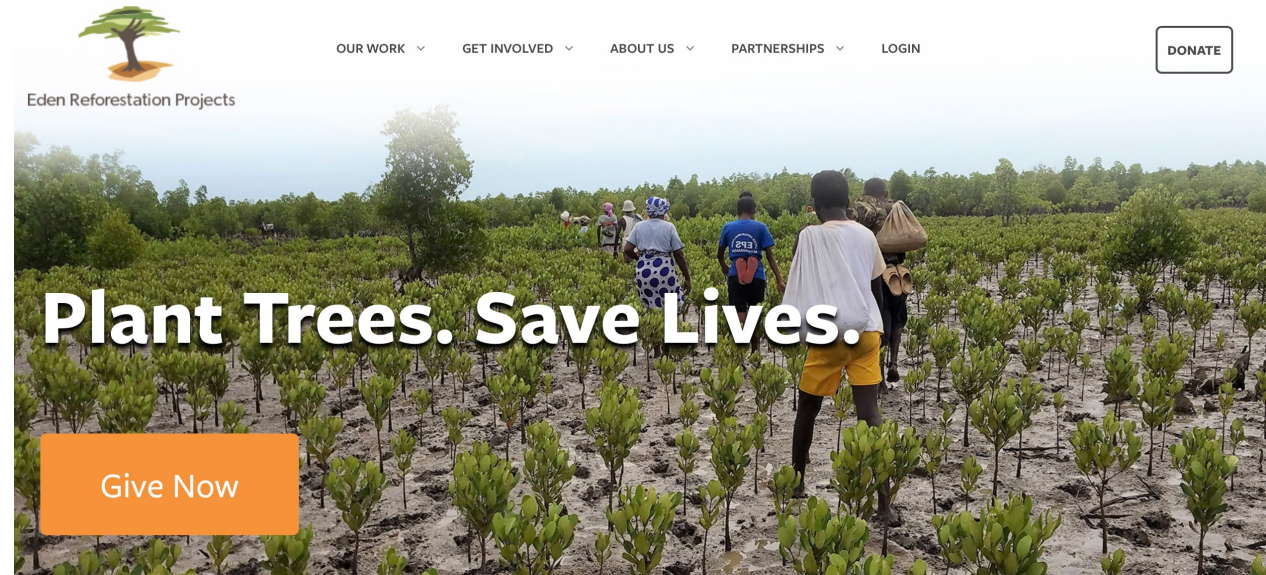 OUR WORK
GET INVOLVED
ABOUT US
PARTNERSHIPS
LOGIN
DONATE
Eden Reforestation Projects
Plant Trees. Save Lives.
Give Now